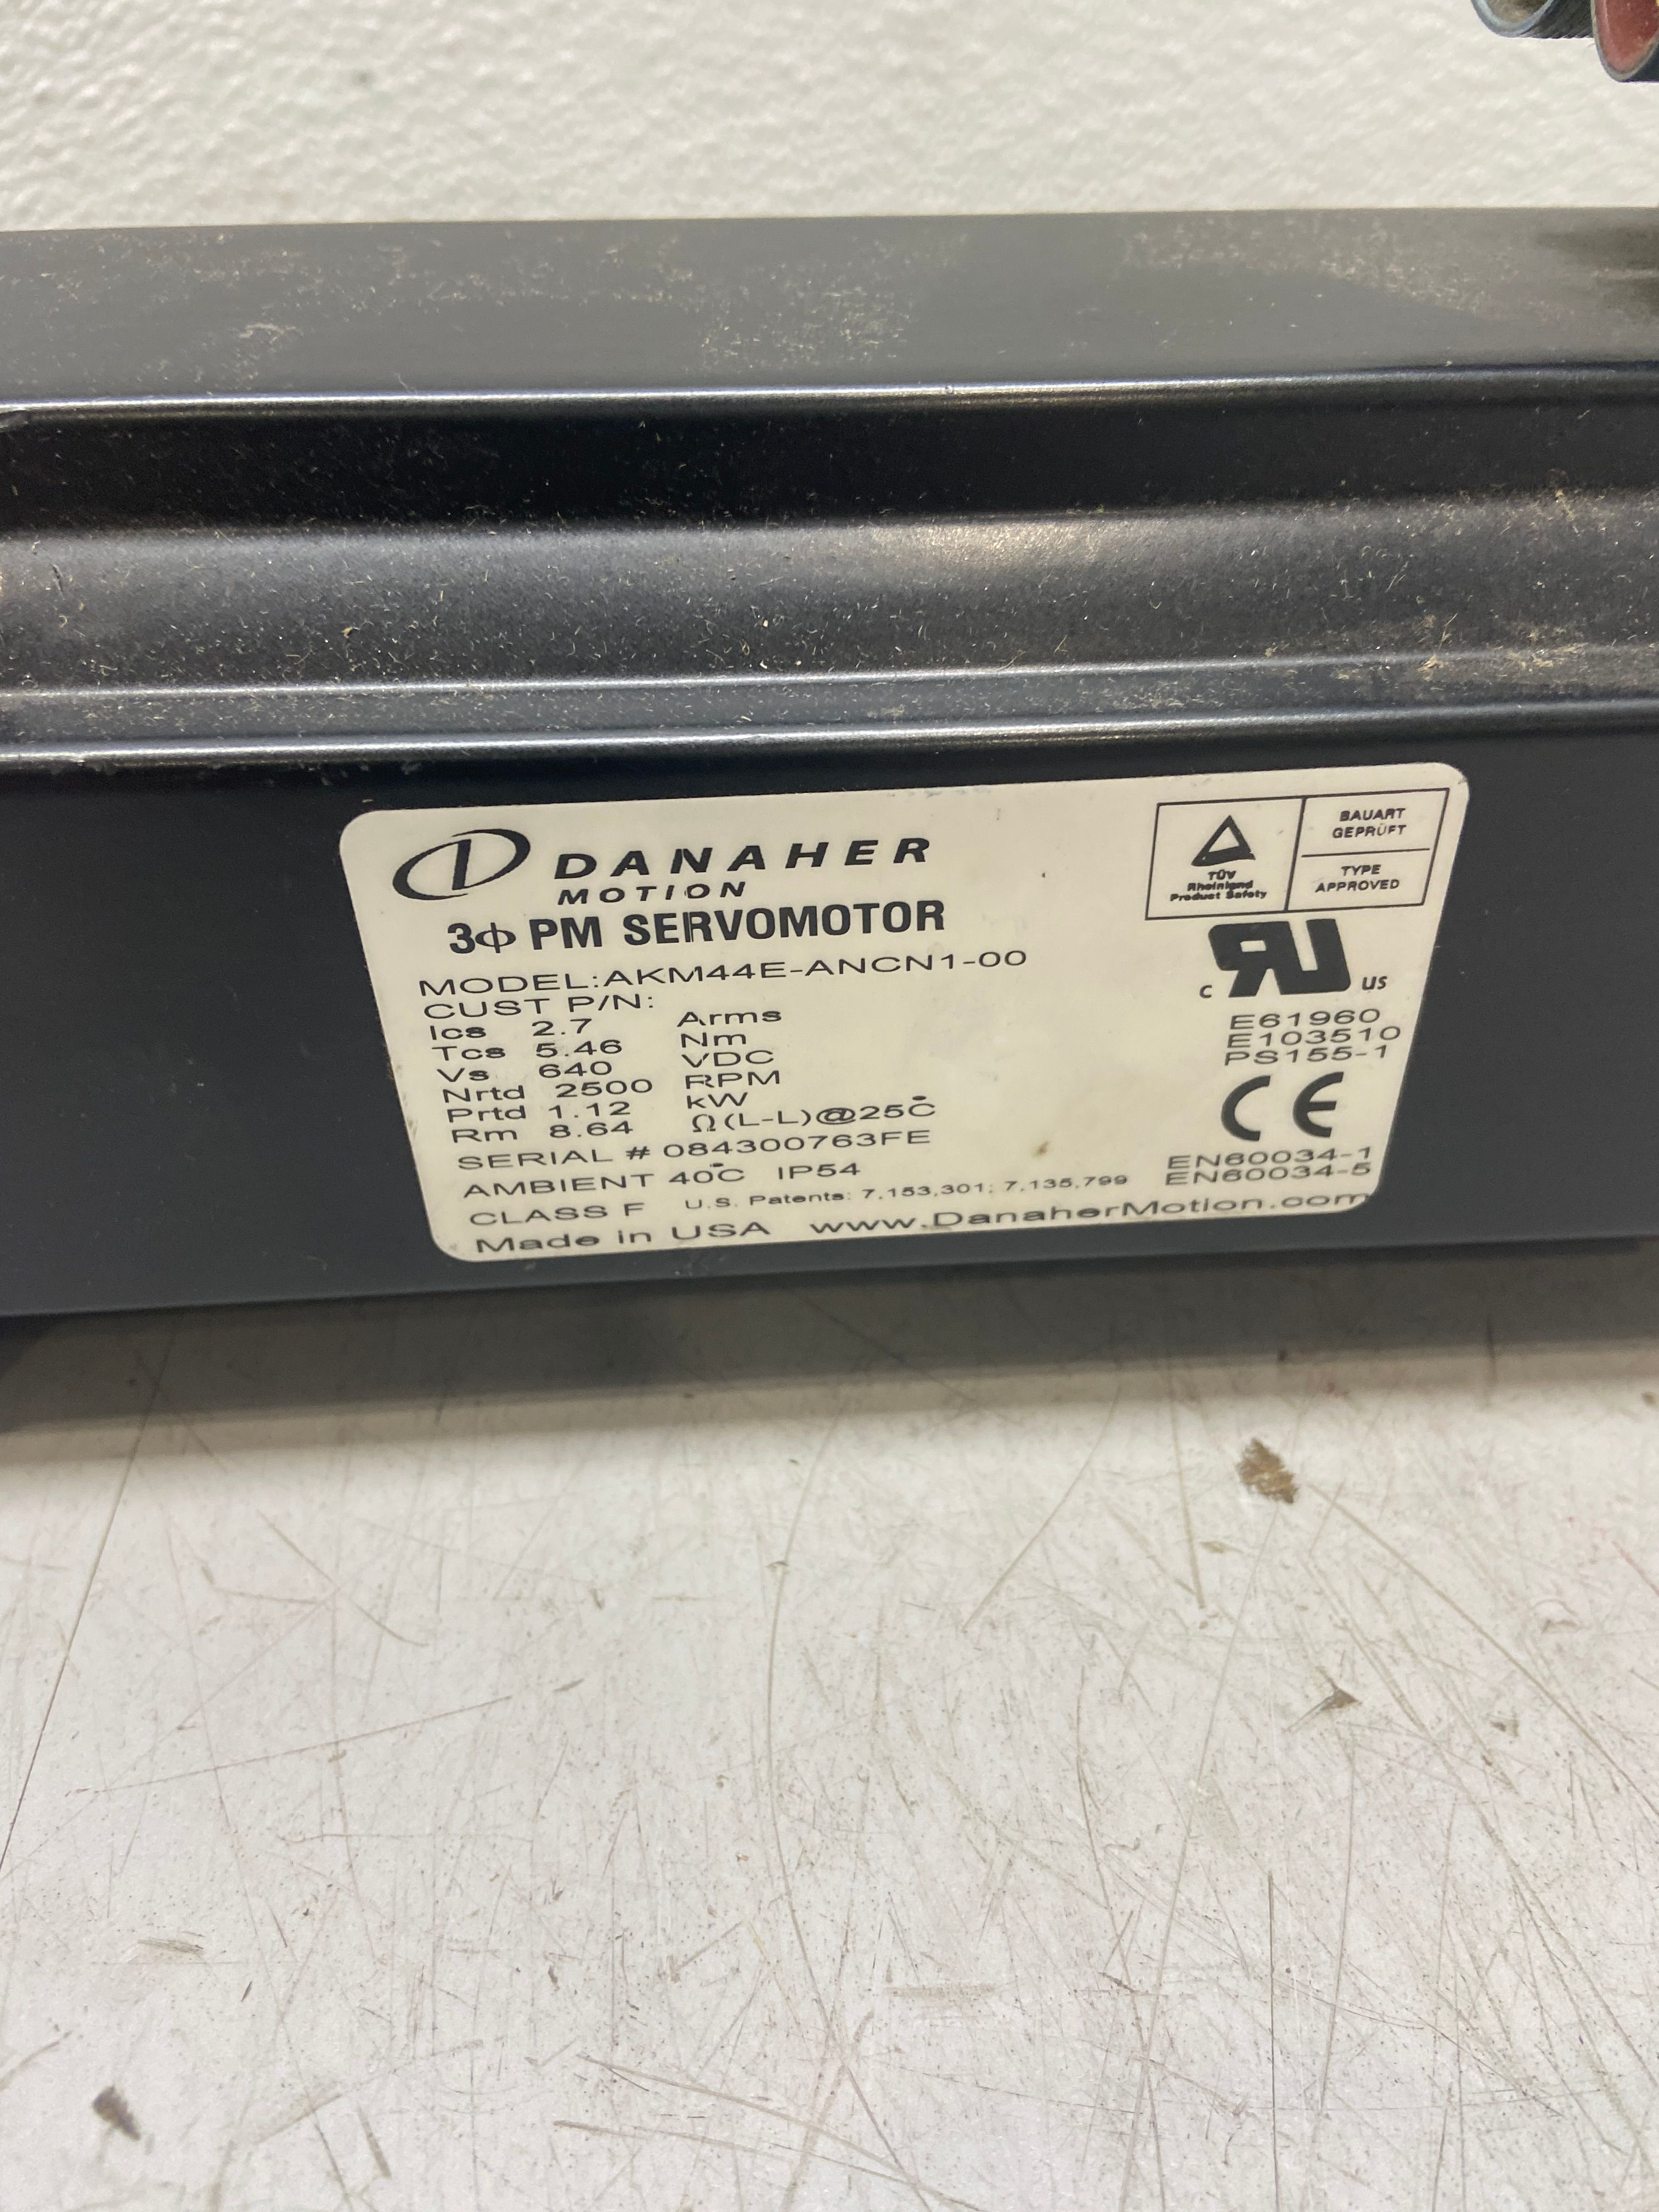 DANAHER
MOTION
3Φ PM SERVOMOTOR
MODEL:AKM44E-ANCN1-00
CUST P/N:
Ics 2.7 Arms
Tcs 5.46 Nm
Vs 640 VDC
Nrtd 2500 RPM
Prtd 1.12 kW
Rm 8.64 Ω(L-L)@25°C
SERIAL # 084300763FE
AMBIENT 40°C IP54
CLASS F U.S. Patents: 7,153,301; 7,135,799
Made in USA www.DanaherMotion.com
TÜV
Rheinland
Product Safety
BAUART
GEPRÜFT
TYPE
APPROVED
c RU US
E61960
E103510
PS155-1
CE
EN60034-1
EN60034-5